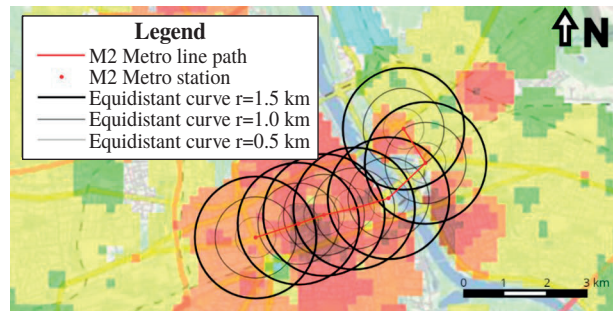 Legend
M2 Metro line path
M2 Metro station
Equidistant curve r=1.5 km
Equidistant curve r=1.0 km
Equidistant curve r=0.5 km
N
0 1 2 3 km